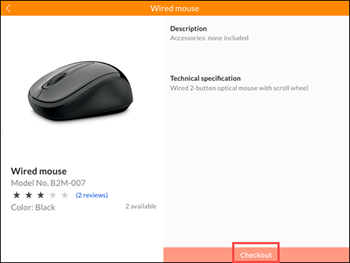 Wired mouse
Description
Accessories: none included
Technical specification
Wired 2-button optical mouse with scroll wheel
Wired mouse
Model No. B2M-007
(2 reviews)
Color: Black
2 available
Checkout